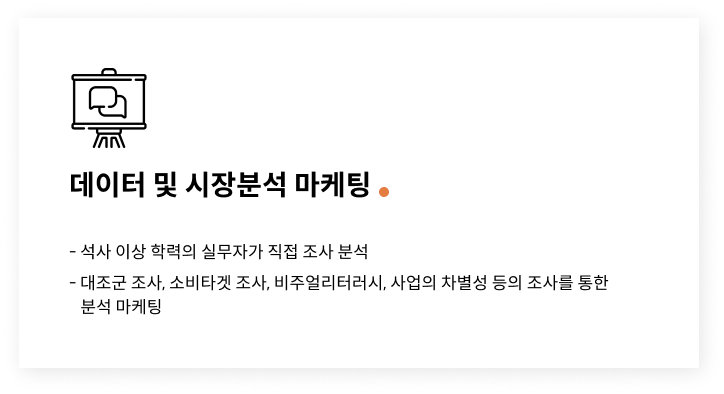 데이터 및 시장분석 마케팅
- 석사 이상 학력의 실무자가 직접 조사 분석
- 대조군 조사, 소비타겟 조사, 비주얼리터러시, 사업의 차별성 등의 조사를 통한
분석 마케팅